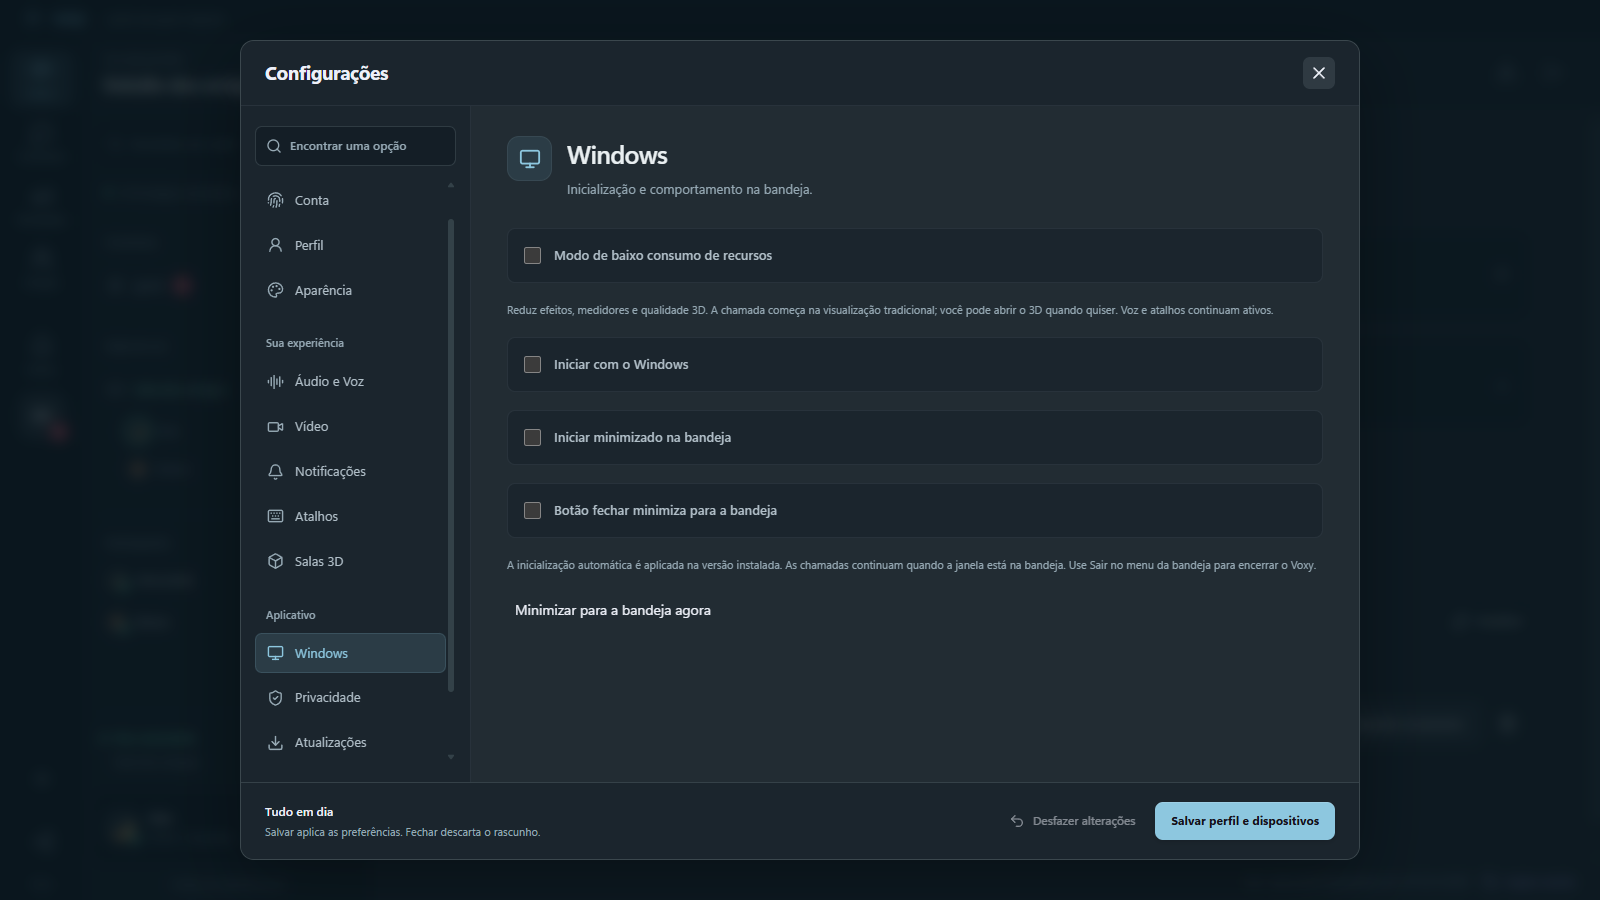 Configurações
Encontrar uma opção
Conta
Perfil
Aparência
Sua experiência
Áudio e Voz
Vídeo
Notificações
Atalhos
Salas 3D
Aplicativo
Windows
Privacidade
Atualizações
Windows
Inicialização e comportamento na bandeja.
Modo de baixo consumo de recursos
Reduz efeitos, medidores e qualidade 3D. A chamada começa na visualização tradicional; você pode abrir o 3D quando quiser. Voz e atalhos continuam ativos.
Iniciar com o Windows
Iniciar minimizado na bandeja
Botão fechar minimiza para a bandeja
A inicialização automática é aplicada na versão instalada. As chamadas continuam quando a janela está na bandeja. Use Sair no menu da bandeja para encerrar o Voxy.
Minimizar para a bandeja agora
Tudo em dia
Salvar aplica as preferências. Fechar descarta o rascunho.
Desfazer alterações
Salvar perfil e dispositivos